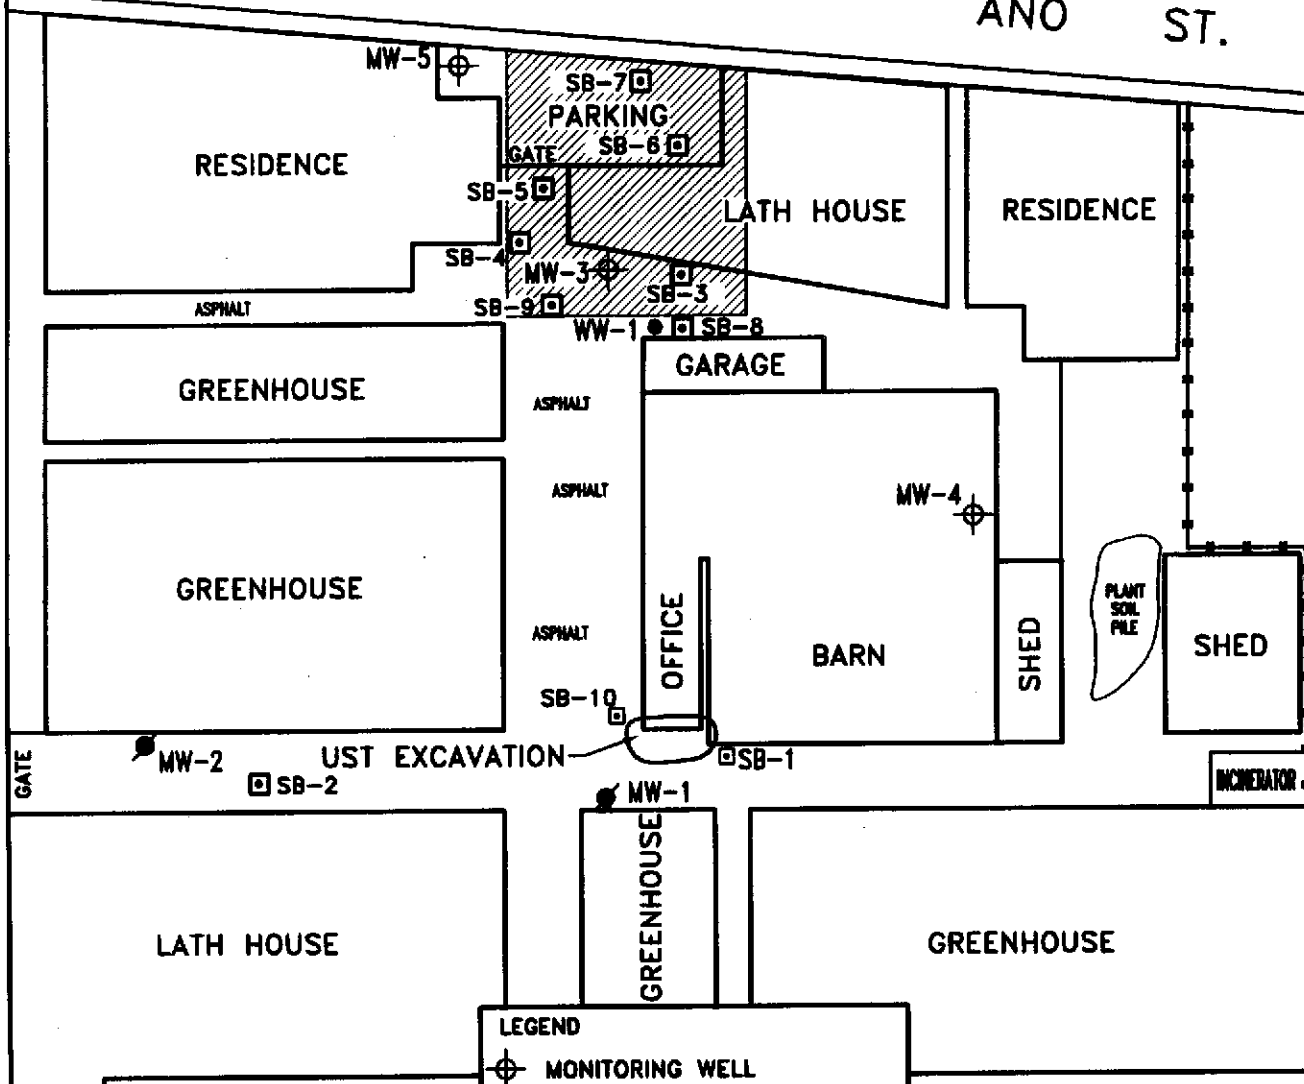 ANO ST.
MW-5
SB-7
PARKING
SB-6
GATE
RESIDENCE
SB-5
LATH HOUSE
RESIDENCE
SB-4
MW-3
SB-3
SB-9
ASPHALT
WW-1
SB-8
GARAGE
GREENHOUSE
ASPHALT
ASPHALT
MW-4
GREENHOUSE
PLANT
SOIL
PILE
ASPHALT
OFFICE
BARN
SHED
SHED
SB-10
UST EXCAVATION
SB-1
MW-2
GATE
SB-2
MW-1
INCINERATOR
GREENHOUSE
LATH HOUSE
GREENHOUSE
LEGEND
MONITORING WELL